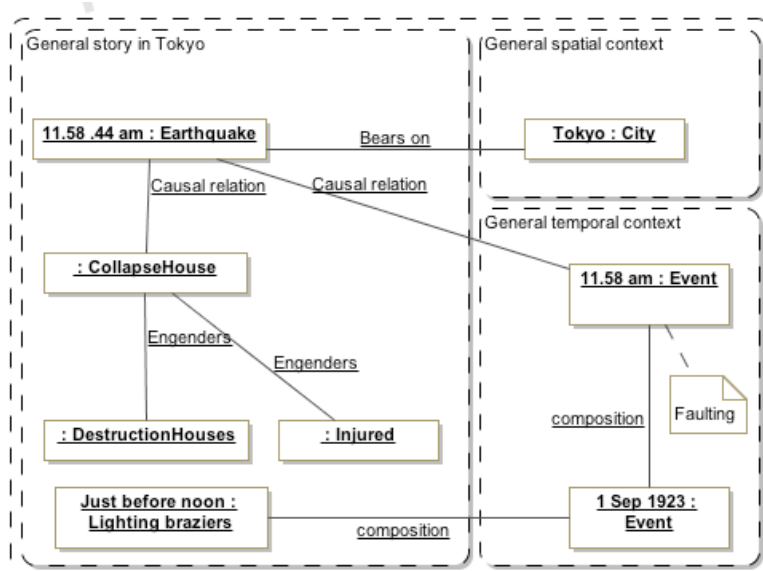 General story in Tokyo
General spatial context
11.58 .44 am : Earthquake
Bears on
Tokyo : City
Causal relation
Causal relation
General temporal context
: CollapseHouse
11.58 am : Event
Engenders
Engenders
composition
Faulting
: DestructionHouses
: Injured
Just before noon :
Lighting braziers
composition
1 Sep 1923 :
Event